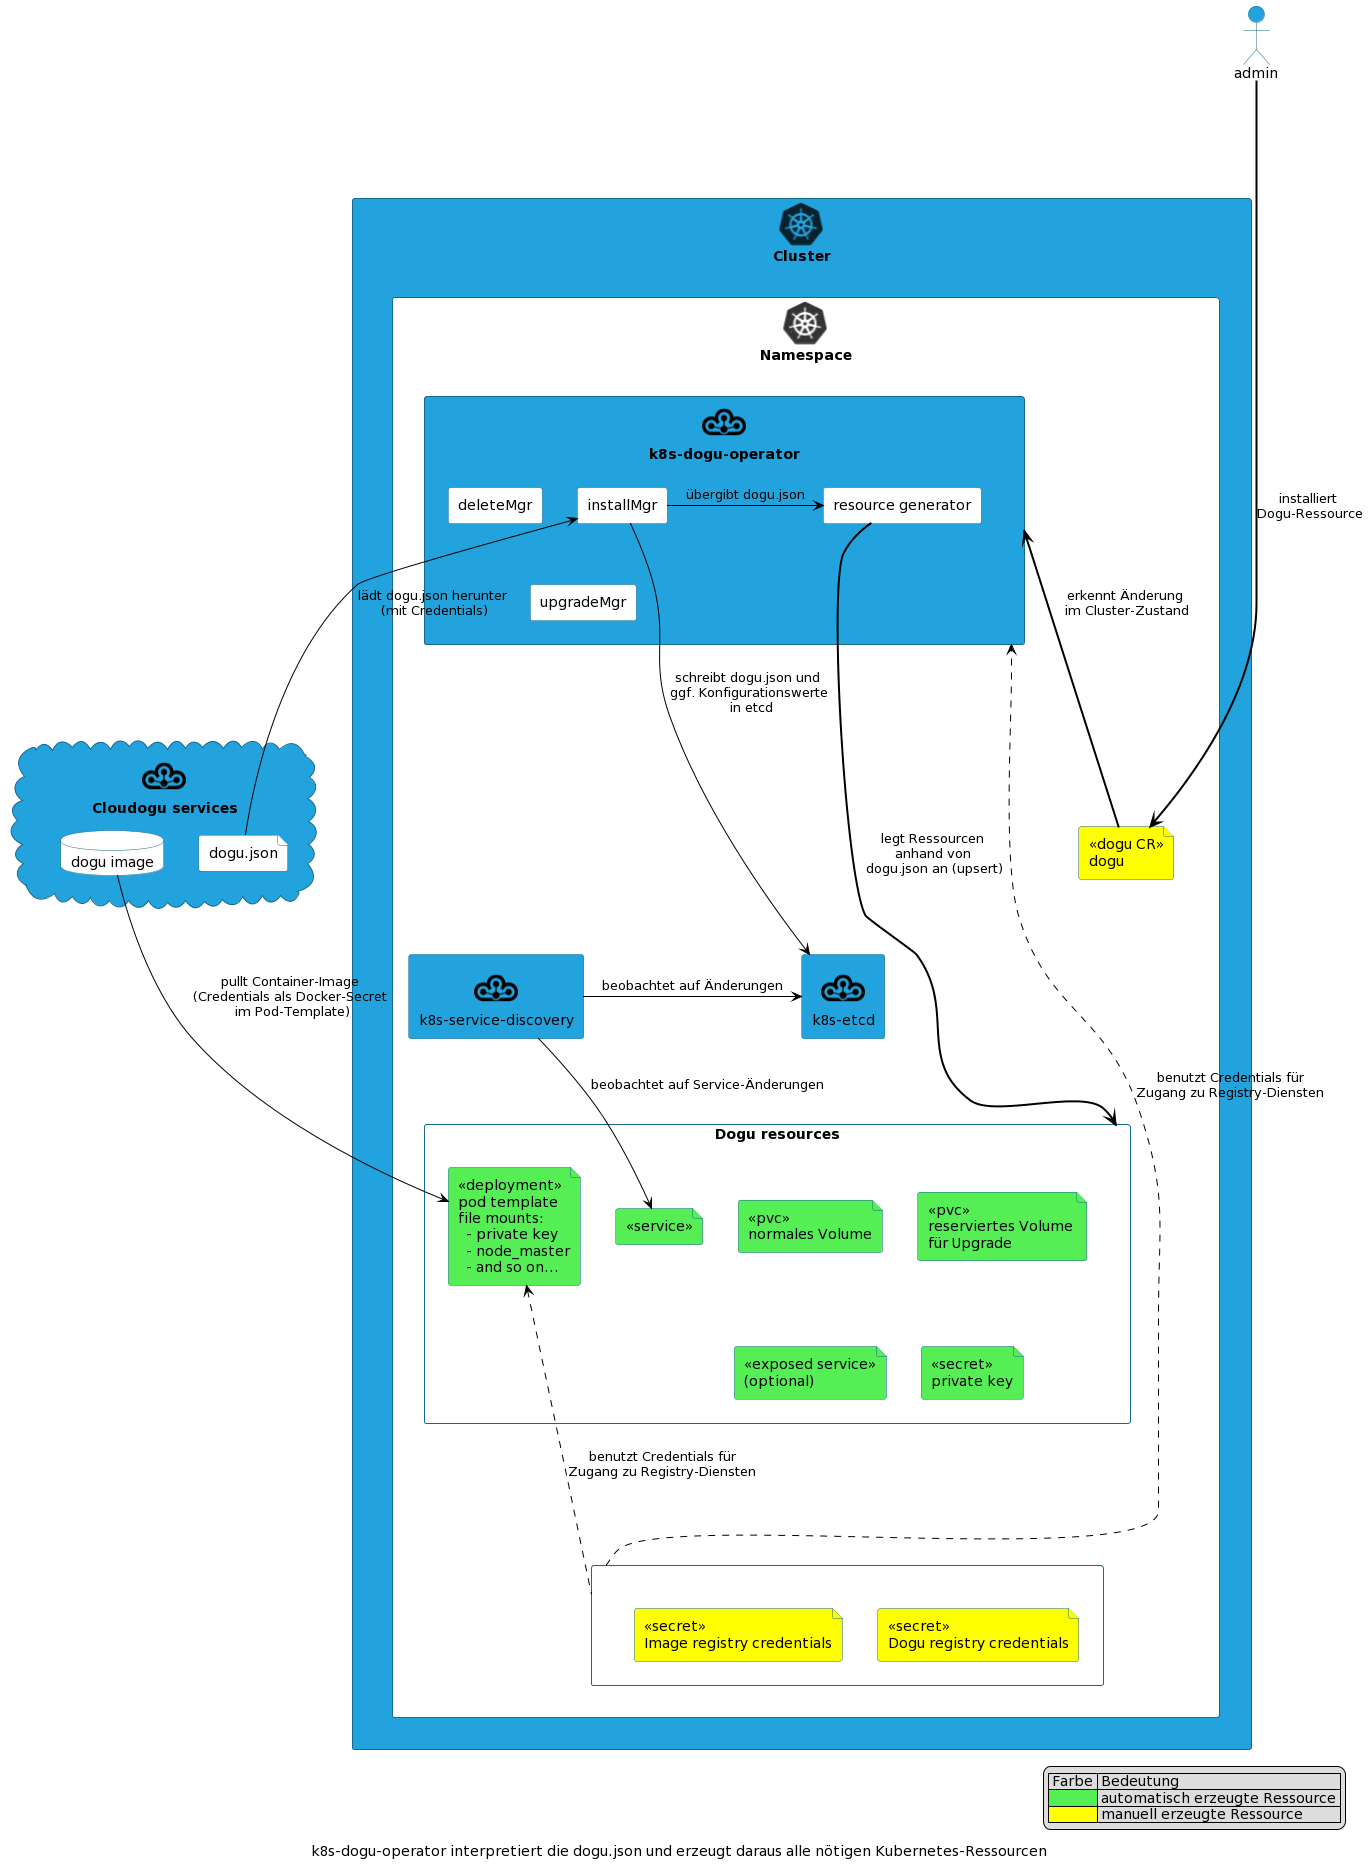 admin
Cluster
Namespace
k8s-dogu-operator
deleteMgr
installMgr
übergibt dogu.json
resource generator
installiert
Dogu-Ressource
lädt dogu.json herunter
(mit Credentials)
upgradeMgr
erkennt Änderung
im Cluster-Zustand
schreibt dogu.json und
ggf. Konfigurationswerte
in etcd
Cloudogu services
dogu image
dogu.json
legt Ressourcen
anhand von
dogu.json an (upsert)
«dogu CR»
dogu
pullt Container-Image
(Credentials als Docker-Secret
im Pod-Template)
k8s-service-discovery
beobachtet auf Änderungen
k8s-etcd
beobachtet auf Service-Änderungen
benutzt Credentials für
Zugang zu Registry-Diensten
Dogu resources
«deployment»
pod template
file mounts:
- private key
- node_master
- and so on...
«service»
«pvc»
normales Volume
«pvc»
reserviertes Volume
für Upgrade
«exposed service»
(optional)
«secret»
private key
benutzt Credentials für
Zugang zu Registry-Diensten
«secret»
Image registry credentials
«secret»
Dogu registry credentials
Farbe Bedeutung
automatisch erzeugte Ressource
manuell erzeugte Ressource
k8s-dogu-operator interpretiert die dogu.json und erzeugt daraus alle nötigen Kubernetes-Ressourcen